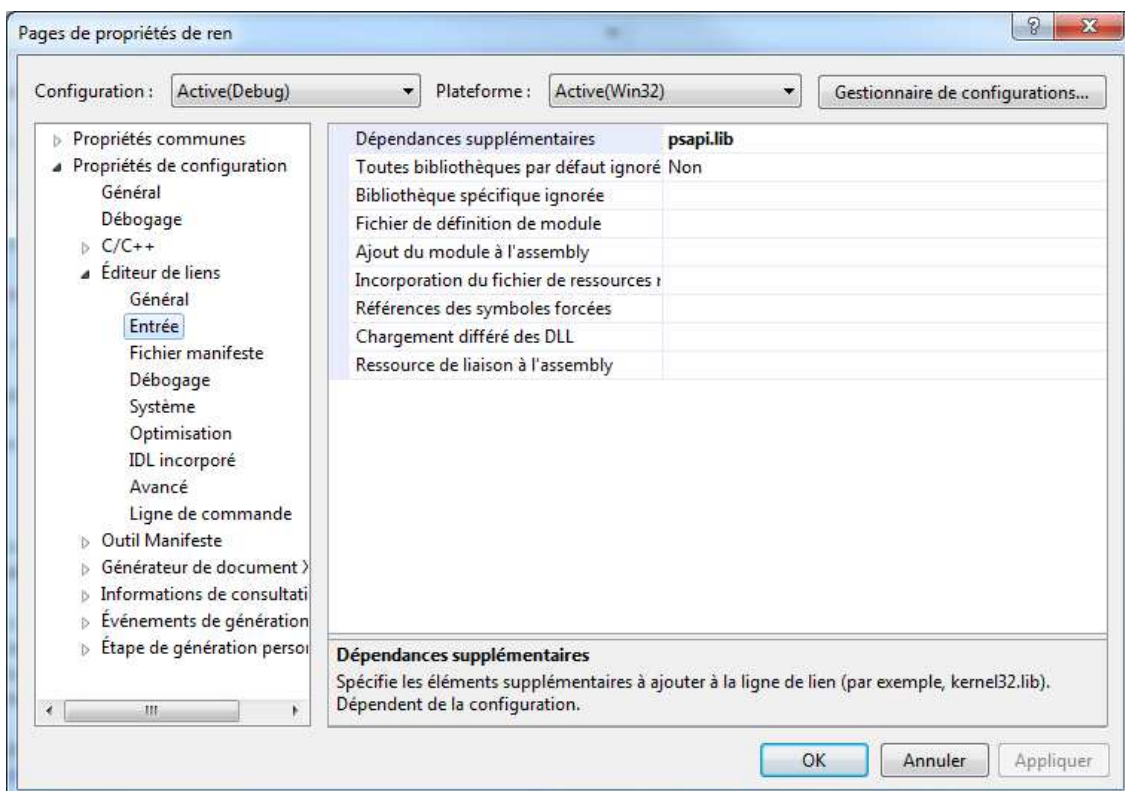 Pages de propriétés de ren
Configuration : Active(Debug) Plateforme : Active(Win32) Gestionnaire de configurations...
Propriétés communes
Propriétés de configuration
Général
Débogage
C/C++
Éditeur de liens
Général
Entrée
Fichier manifeste
Débogage
Système
Optimisation
IDL incorporé
Avancé
Ligne de commande
Outil Manifeste
Générateur de document X
Informations de consultati
Événements de génération
Étape de génération person
Dépendances supplémentaires psapi.lib
Toutes bibliothèques par défaut ignoré Non
Bibliothèque spécifique ignorée
Fichier de définition de module
Ajout du module à l'assembly
Incorporation du fichier de ressources r
Références des symboles forcées
Chargement différé des DLL
Ressource de liaison à l'assembly
Dépendances supplémentaires
Spécifie les éléments supplémentaires à ajouter à la ligne de lien (par exemple, kernel32.lib).
Dépendent de la configuration.
OK Annuler Appliquer